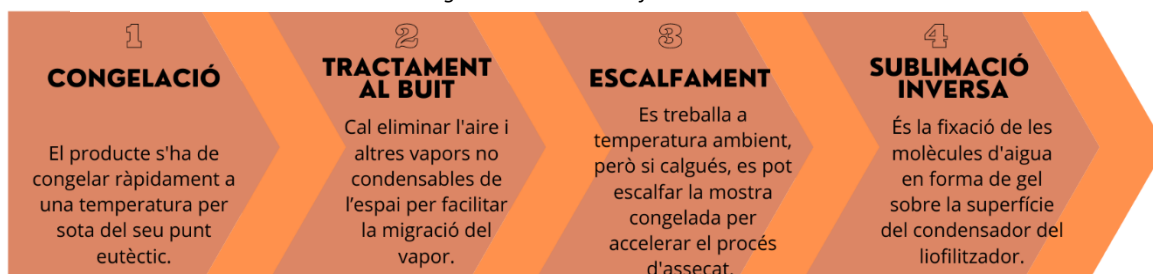 1
CONGELACIÓ
El producte s'ha de
congelar ràpidament a
una temperatura per
sota del seu punt
eutèctic.
2
TRACTAMENT
AL BUIT
Cal eliminar l'aire i
altres vapors no
condensables de
l’espai per facilitar
la migració del
vapor.
3
ESCALFAMENT
Es treballa a
temperatura ambient,
però si calgués, es pot
escalfar la mostra
congelada per
accelerar el procés
d'assecat.
4
SUBLIMACIÓ
INVERSA
És la fixació de les
molècules d'aigua
en forma de gel
sobre la superfície
del condensador del
liofilitzador.